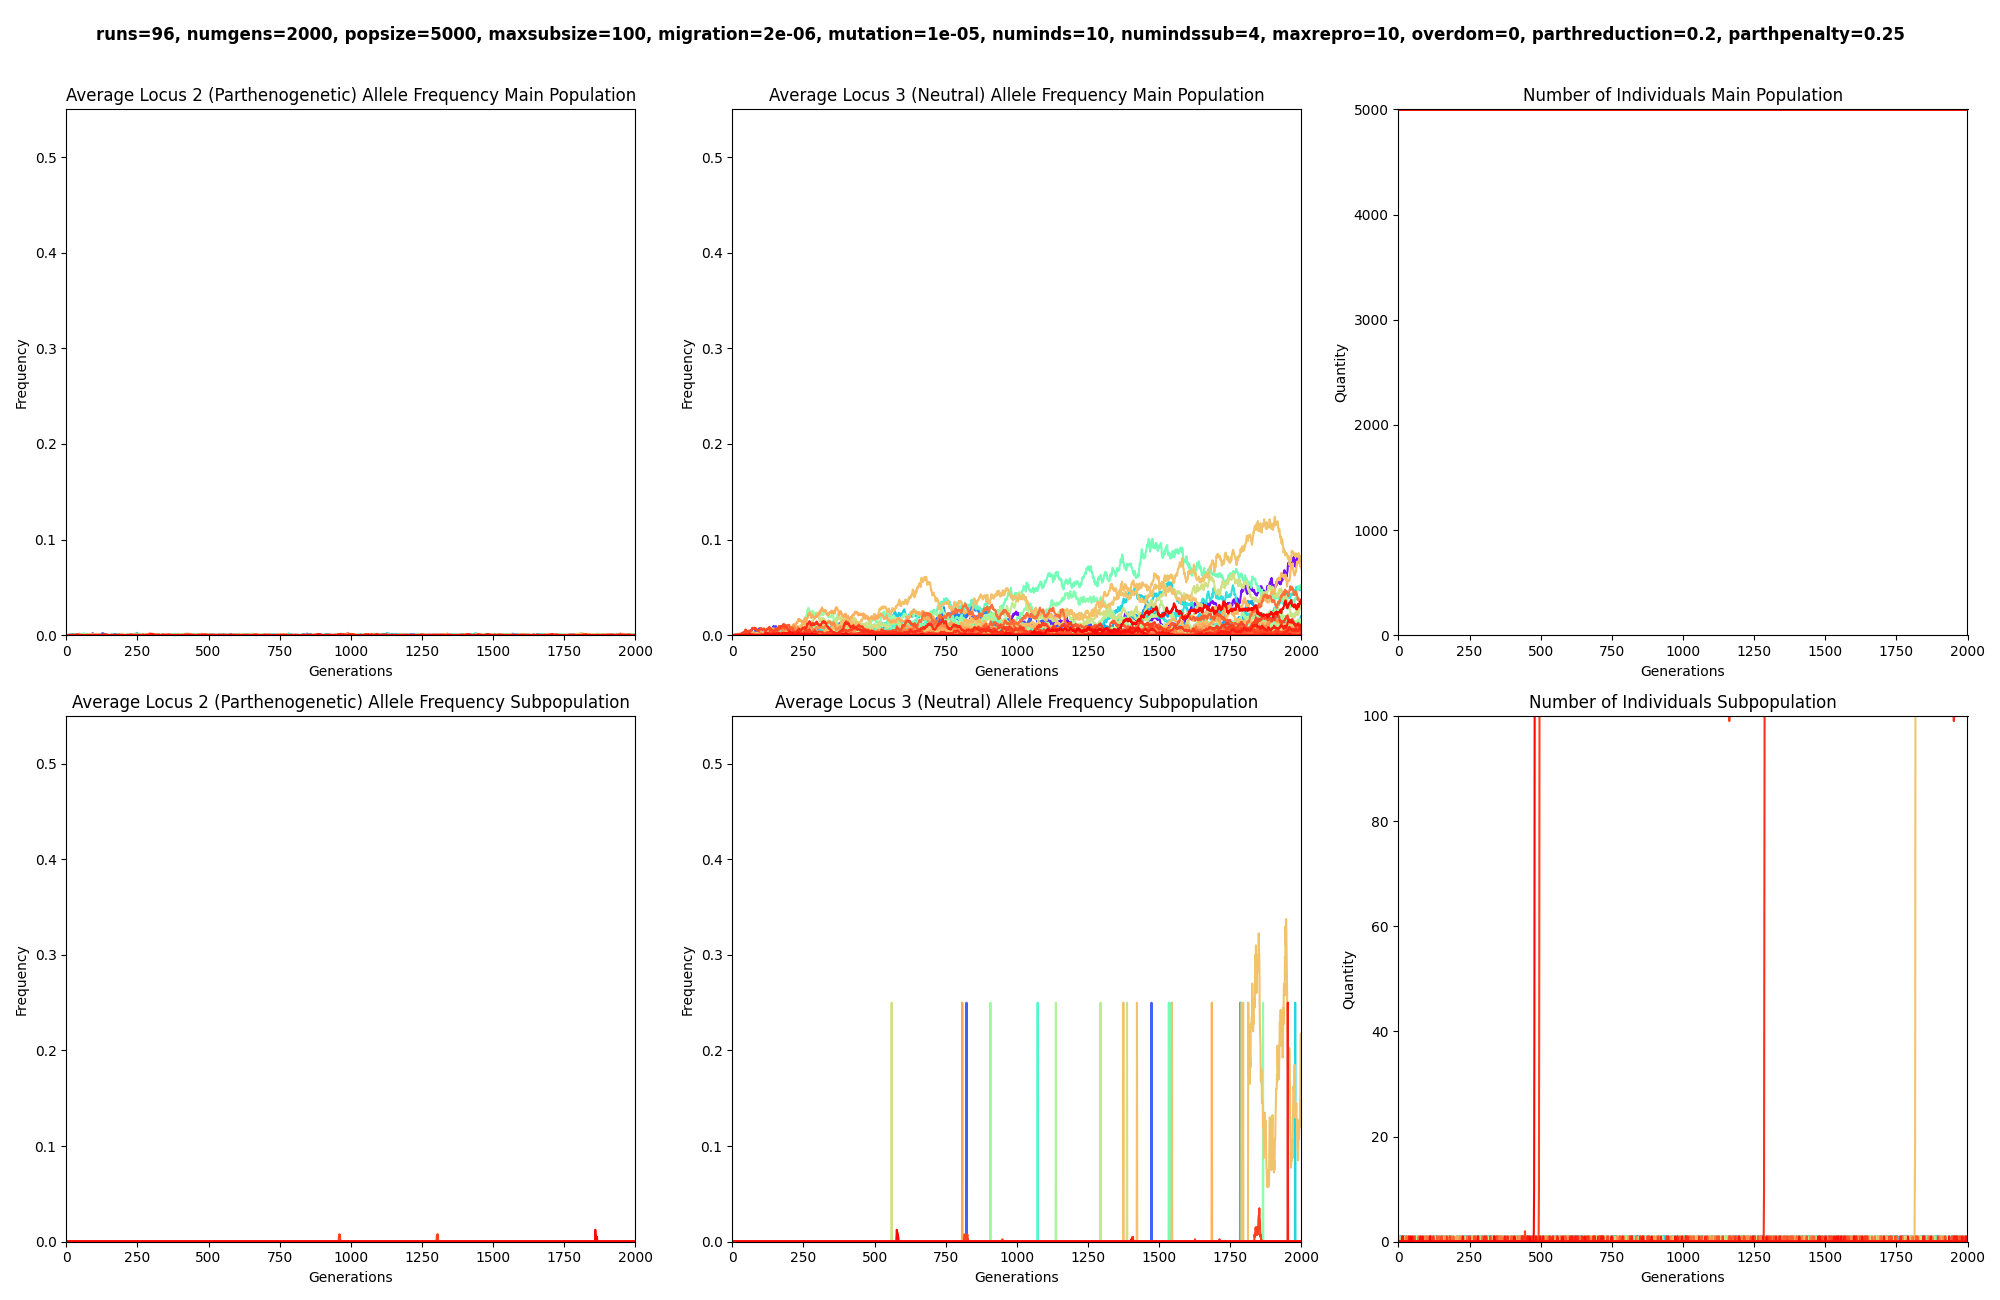 runs=96, numgens=2000, popsize=5000, maxsubsize=100, migration=2e-06, mutation=1e-05, numinds=10, numindssub=4, maxrepro=10, overdom=0, parthreduction=0.2, parthpenalty=0.25
Average Locus 2 (Parthenogenetic) Allele Frequency Main Population
0.5
0.4
0.3
0.2
0.1
0.0
Frequency
0 250 500 750 1000 1250 1500 1750 2000
Generations
Average Locus 3 (Neutral) Allele Frequency Main Population
0.5
0.4
0.3
0.2
0.1
0.0
Frequency
0 250 500 750 1000 1250 1500 1750 2000
Generations
Number of Individuals Main Population
5000
4000
3000
2000
1000
0
Quantity
0 250 500 750 1000 1250 1500 1750 2000
Generations
Average Locus 2 (Parthenogenetic) Allele Frequency Subpopulation
0.5
0.4
0.3
0.2
0.1
0.0
Frequency
0 250 500 750 1000 1250 1500 1750 2000
Generations
Average Locus 3 (Neutral) Allele Frequency Subpopulation
0.5
0.4
0.3
0.2
0.1
0.0
Frequency
0 250 500 750 1000 1250 1500 1750 2000
Generations
Number of Individuals Subpopulation
100
80
60
40
20
0
Quantity
0 250 500 750 1000 1250 1500 1750 2000
Generations